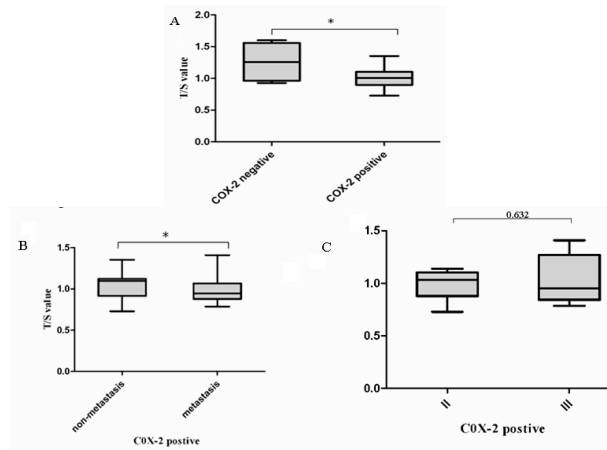 A
*
2.0
1.5
1.0
0.5
0.0
T/S value
COX-2 negative
COX-2 positive
B
*
1.5
1.0
0.5
0.0
T/S value
non-metastasis
metastasis
C0X-2 postive
C
0.632
1.5
1.0
0.5
0.0
II
III
C0X-2 postive